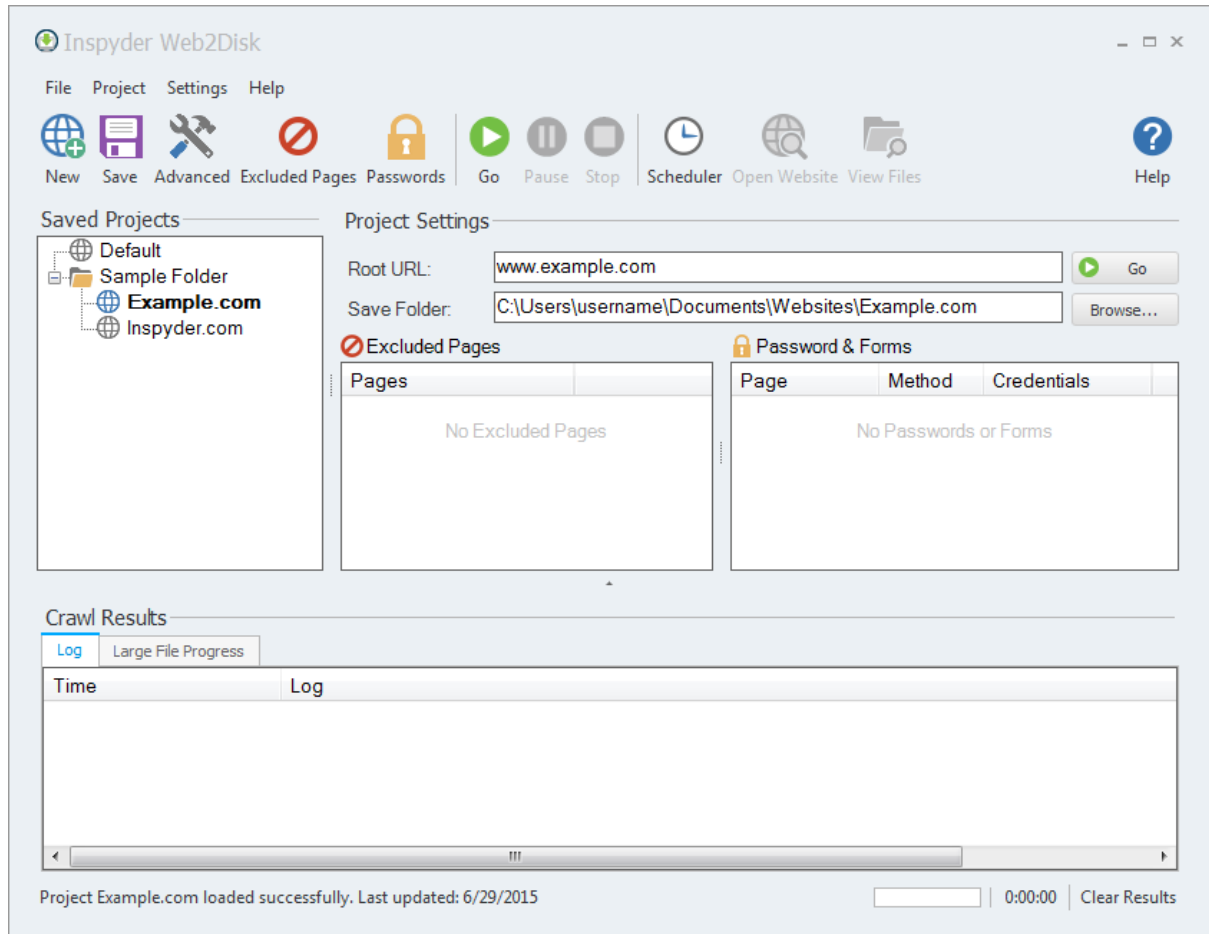 Inspyder Web2Disk
File Project Settings Help
New Save Advanced Excluded Pages Passwords Go Pause Stop Scheduler Open Website View Files Help
Saved Projects
Default
Sample Folder
Example.com
Inspyder.com
Project Settings
Root URL: www.example.com Go
Save Folder: C:\Users\username\Documents\Websites\Example.com Browse...
Excluded Pages
Pages
No Excluded Pages
Password & Forms
Page Method Credentials
No Passwords or Forms
Crawl Results
Log Large File Progress
Time Log
Project Example.com loaded successfully. Last updated: 6/29/2015 0:00:00 Clear Results